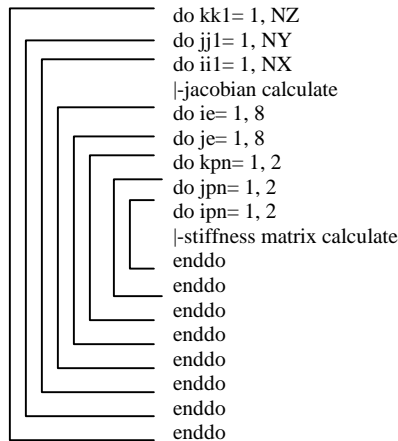 do kk1= 1, NZ
do jj1= 1, NY
do ii1= 1, NX
|-jacobian calculate
do ie= 1, 8
do je= 1, 8
do kpn= 1, 2
do jpn= 1, 2
do ipn= 1, 2
|-stiffness matrix calculate
enddo
enddo
enddo
enddo
enddo
enddo
enddo
enddo